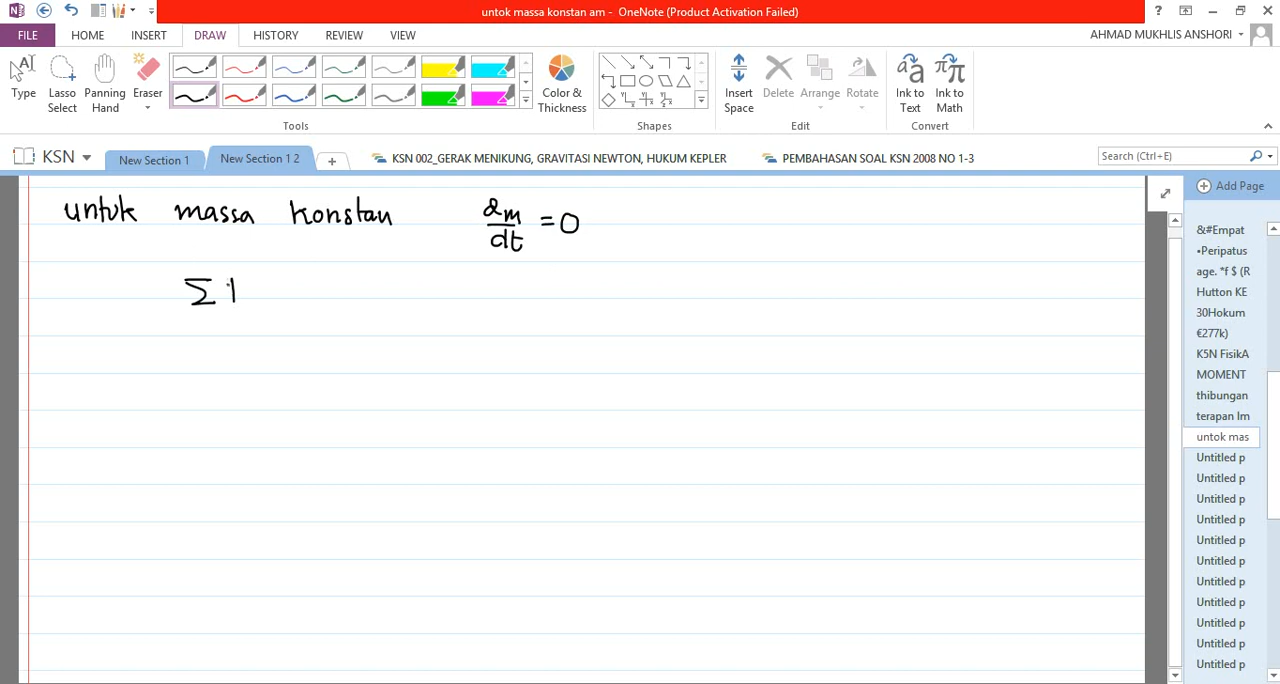 untuk massa konstan am - OneNote (Product Activation Failed)
?
FILE HOME INSERT DRAW HISTORY REVIEW VIEW
AHMAD MUKHLIS ANSHORI
Type Lasso Select Panning Hand Eraser
Color & Thickness
Insert Space Delete Arrange Rotate
Ink to Text Ink to Math
Tools Shapes Edit Convert
KSN New Section 1 New Section 1 2 KSN 002_GERAK MENIKUNG, GRAVITASI NEWTON, HUKUM KEPLER PEMBAHASAN SOAL KSN 2008 NO 1-3
Search (Ctrl+E)
Add Page
untuk massa konstan dm/dt = 0
Σ
&#Empat
•Peripatus
age. *f $ (R
Hutton KE
30Hokum
€277k)
K5N FisikA
MOMENT
thibungan
terapan Im
untok mas
Untitled p
Untitled p
Untitled p
Untitled p
Untitled p
Untitled p
Untitled p
Untitled p
Untitled p
Untitled p
Untitled p